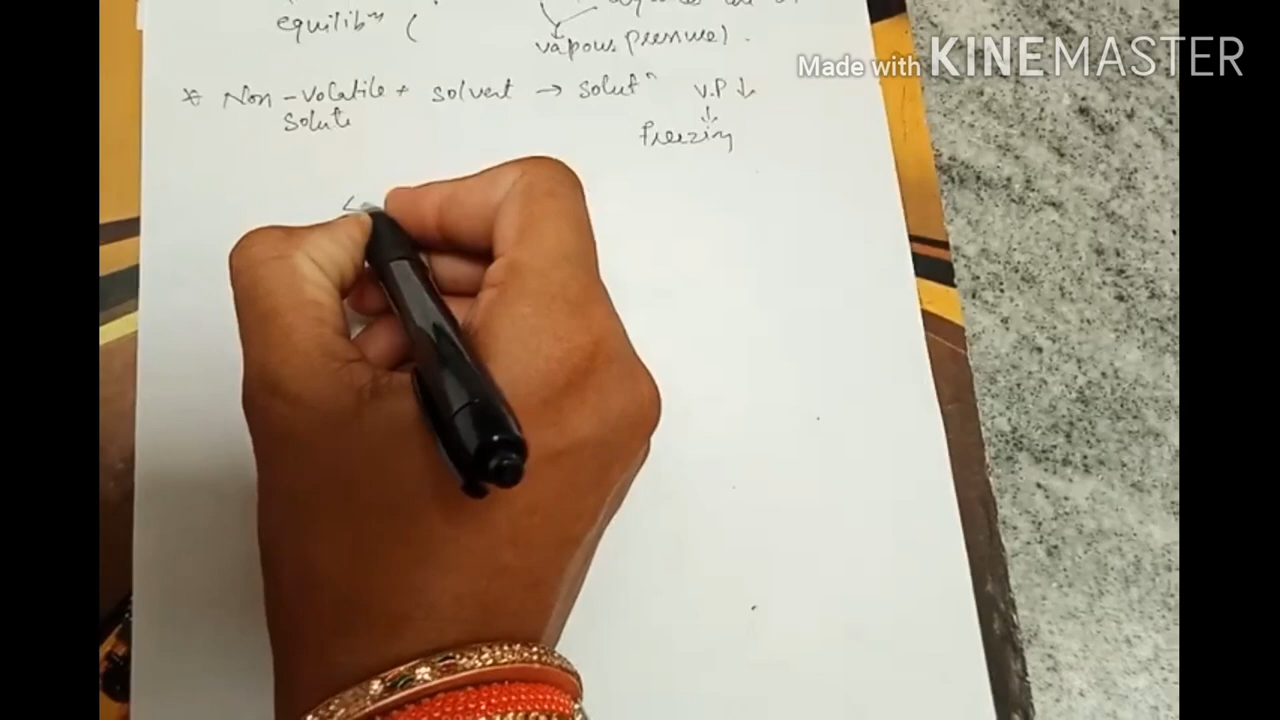 equilibᵐ (
vapour pressure) .
Made with KINEMASTER
* Non-volatile + solvent → solutⁿ V.P ↓
solute
↓
freezing